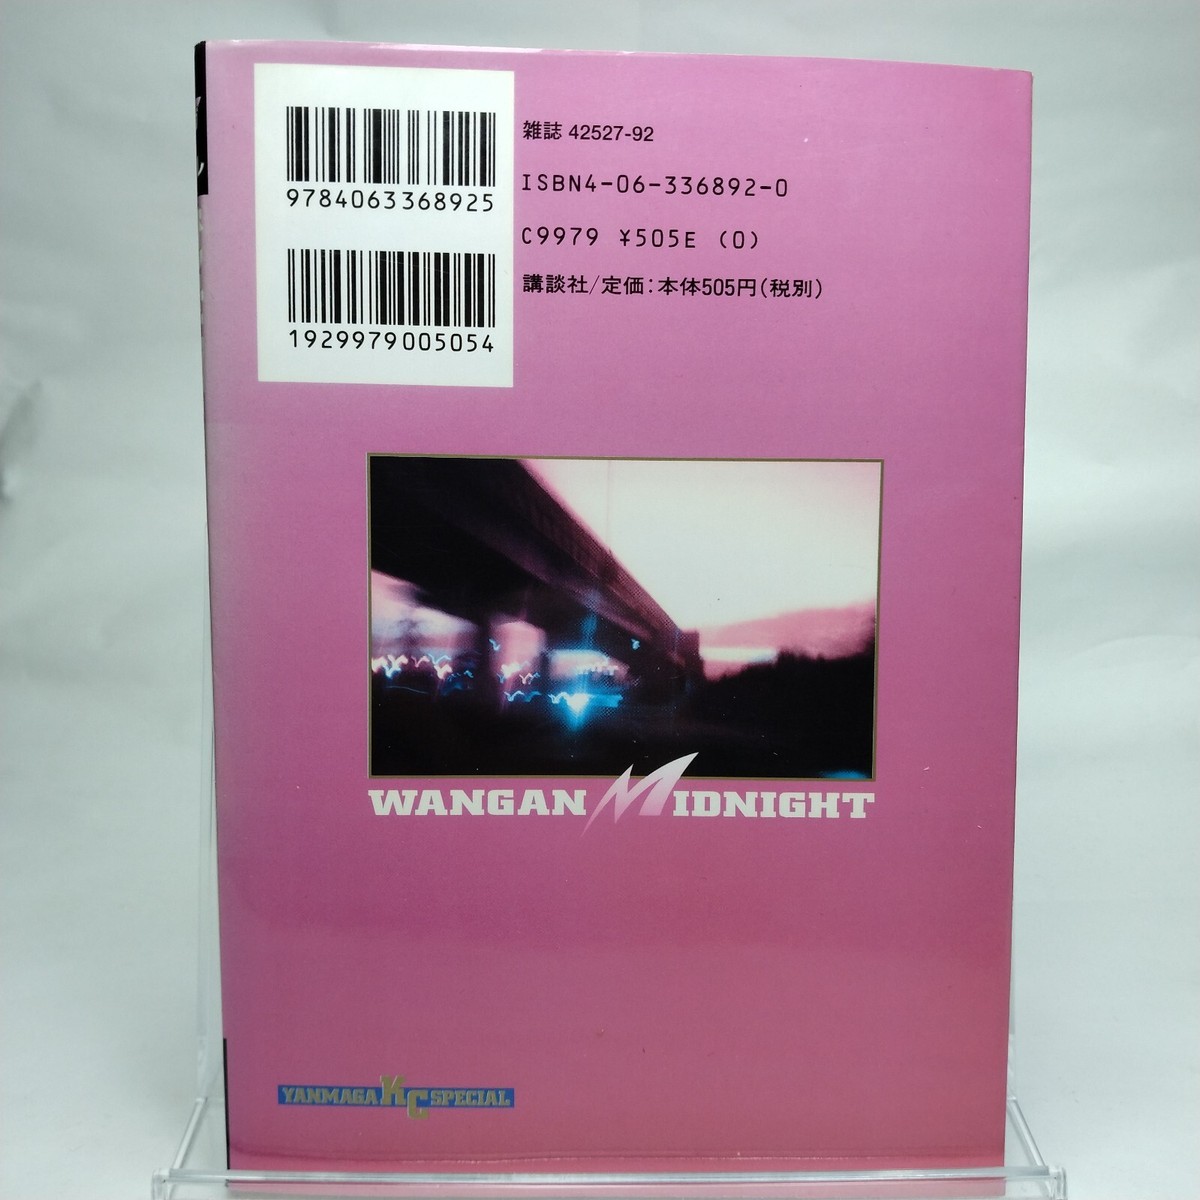 9784063368925
1929979005054
雑誌 42527-92
ISBN4-06-336892-0
C9979 ¥505E (0)
講談社/定価:本体505円(税別)
WANGAN MIDNIGHT
YANMAGA KC SPECIAL